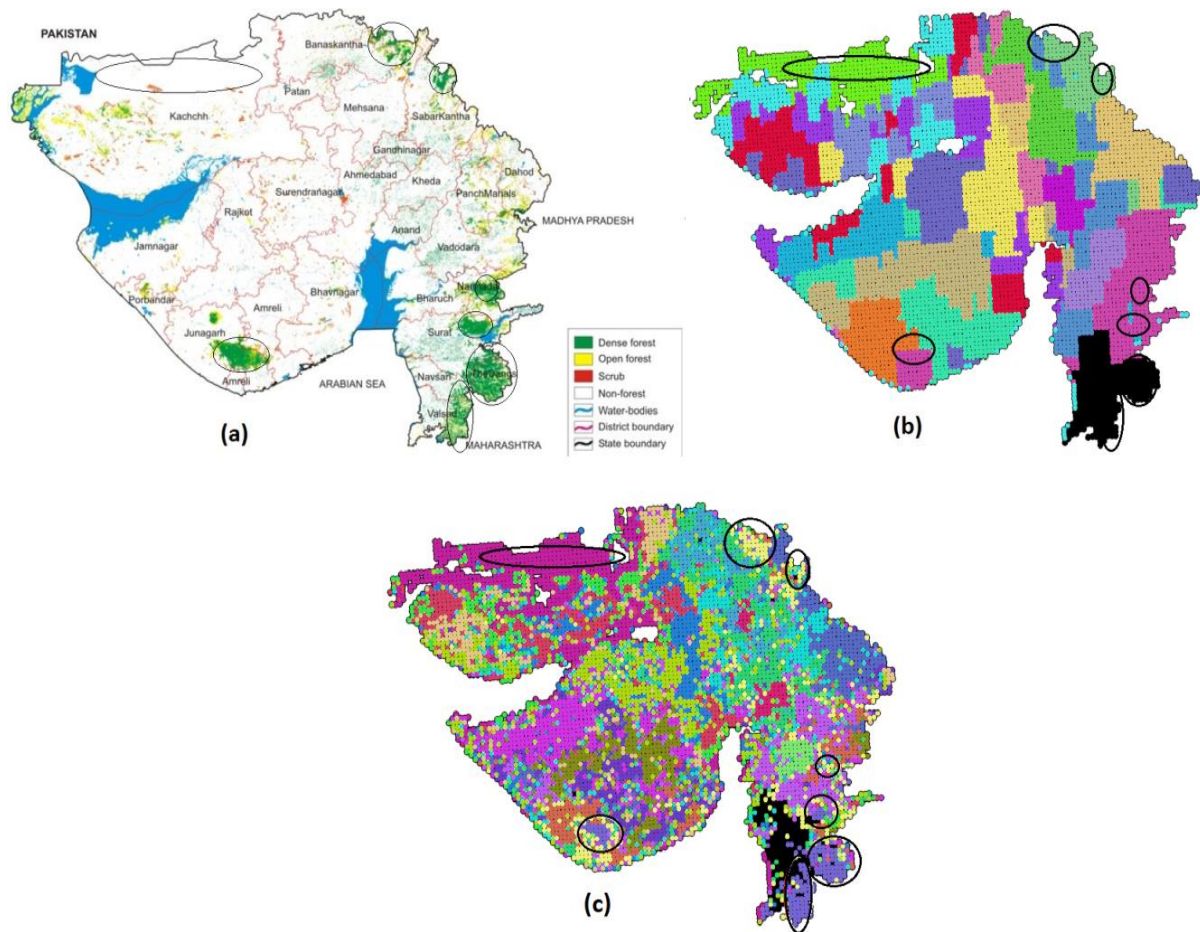 PAKISTAN
Banaskantha
Patan
Mehsana
Kachchh
SabarKantha
Gandhinagar
Ahmedabad
Kheda
Dahod
PanchMahals
Surendranagar
Rajkot
MADHYA PRADESH
Anand
Jamnagar
Vadodara
Bhavnagar
Porbandar
Amreli
Bharuch
Junagarh
Surat
Amreli
ARABIAN SEA
Navsari
Valsad
MAHARASHTRA
Dense forest
Open forest
Scrub
Non-forest
Water-bodies
District boundary
State boundary
(a)
(b)
(c)